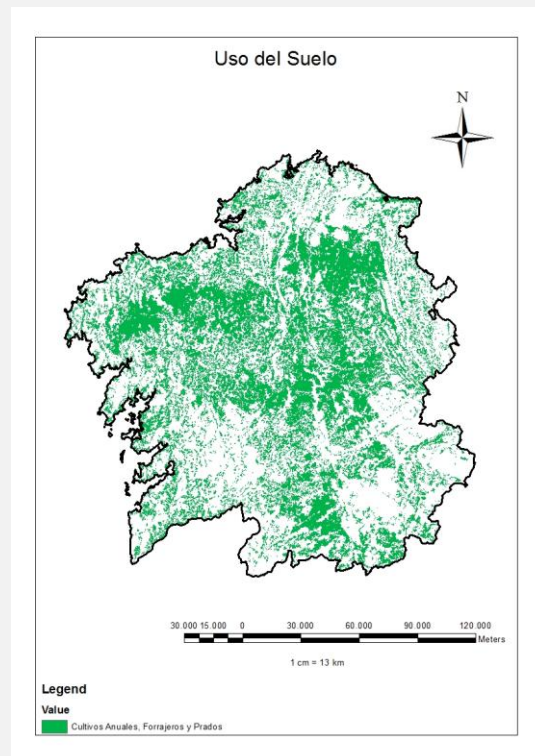 Uso del Suelo
N
30.000 15.000 0 30.000 60.000 90.000 120.000
Meters
1 cm = 13 km
Legend
Value
Cultivos Anuales, Forrajeros y Prados